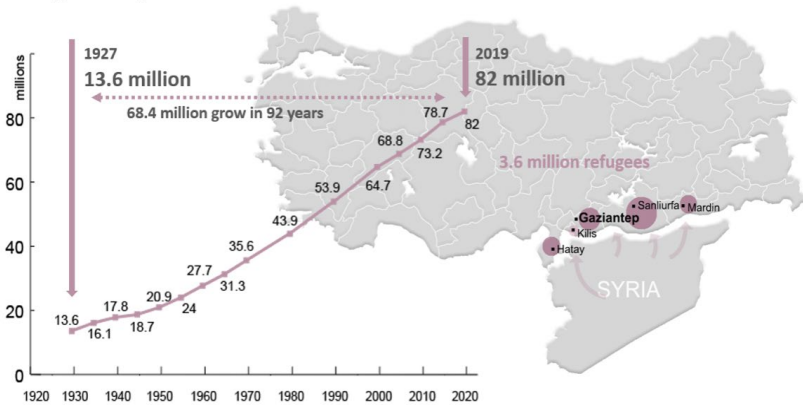 1927
13.6 million
2019
82 million
68.4 million grow in 92 years
millions
80
60
40
20
0
1920 1930 1940 1950 1960 1970 1980 1990 2000 2010 2020
13.6
16.1
17.8
18.7
20.9
24
27.7
31.3
35.6
43.9
53.9
64.7
68.8
73.2
78.7
82
3.6 million refugees
Sanliurfa
Mardin
Gaziantep
Kilis
Hatay
SYRIA